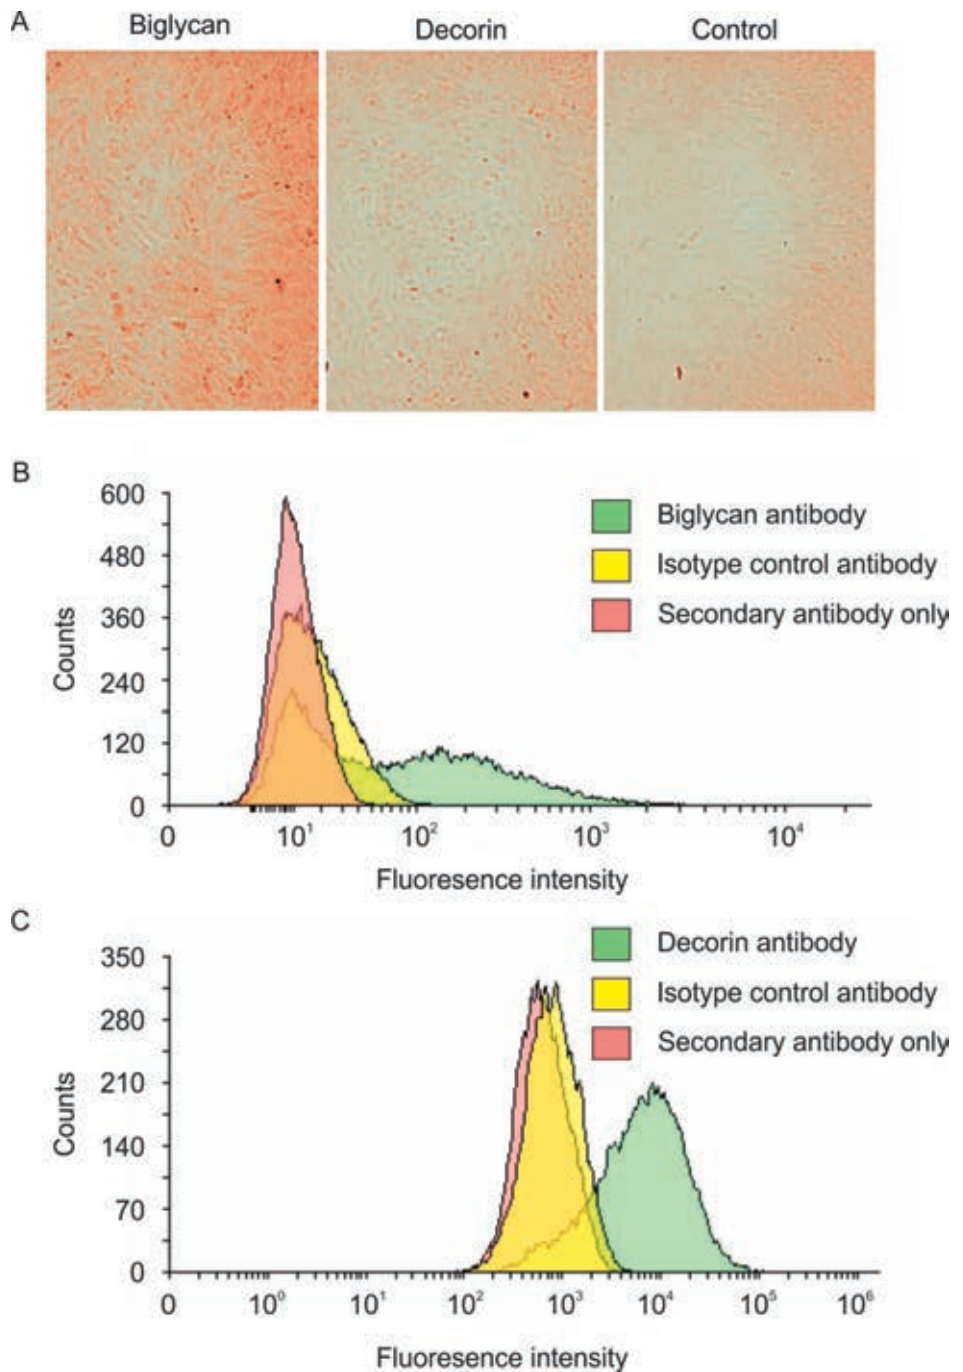 A
Biglycan Decorin Control
B
600
480
360
240
120
0
Counts
Biglycan antibody
Isotype control antibody
Secondary antibody only
0 10¹ 10² 10³ 10⁴
Fluoresence intensity
C
350
280
210
140
70
0
Counts
Decorin antibody
Isotype control antibody
Secondary antibody only
0 10⁰ 10¹ 10² 10³ 10⁴ 10⁵ 10⁶
Fluoresence intensity